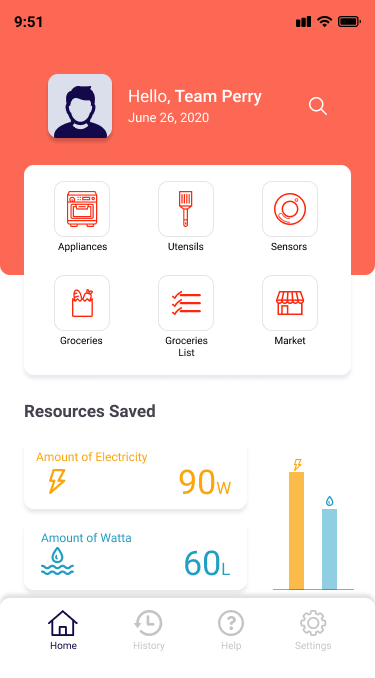 9:51
Hello, Team Perry
June 26, 2020
Appliances
Utensils
Sensors
Groceries
Groceries
List
Market
Resources Saved
Amount of Electricity
90W
Amount of Watta
60L
Home
History
Help
Settings